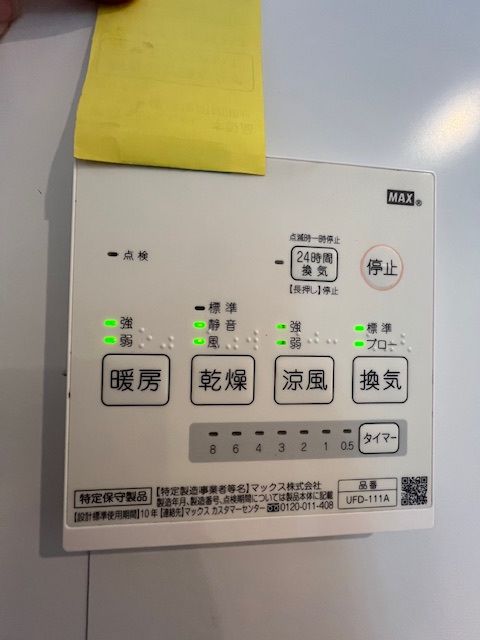 MAX®
点検
点滅時一時停止
24時間
換気
【長押し】停止
停止
標準
強
静音
強
標準
弱
風
弱
ブロー
暖房
乾燥
涼風
換気
8 6 4 3 2 1 0.5
タイマー
特定保守製品
【特定製造事業者等名】マックス株式会社
製造年月、製造番号、点検期間については製品本体に記載
【設計標準使用期間】10年【連絡先】マックス カスタマーセンター 0120-011-408
品番
UFD-111A